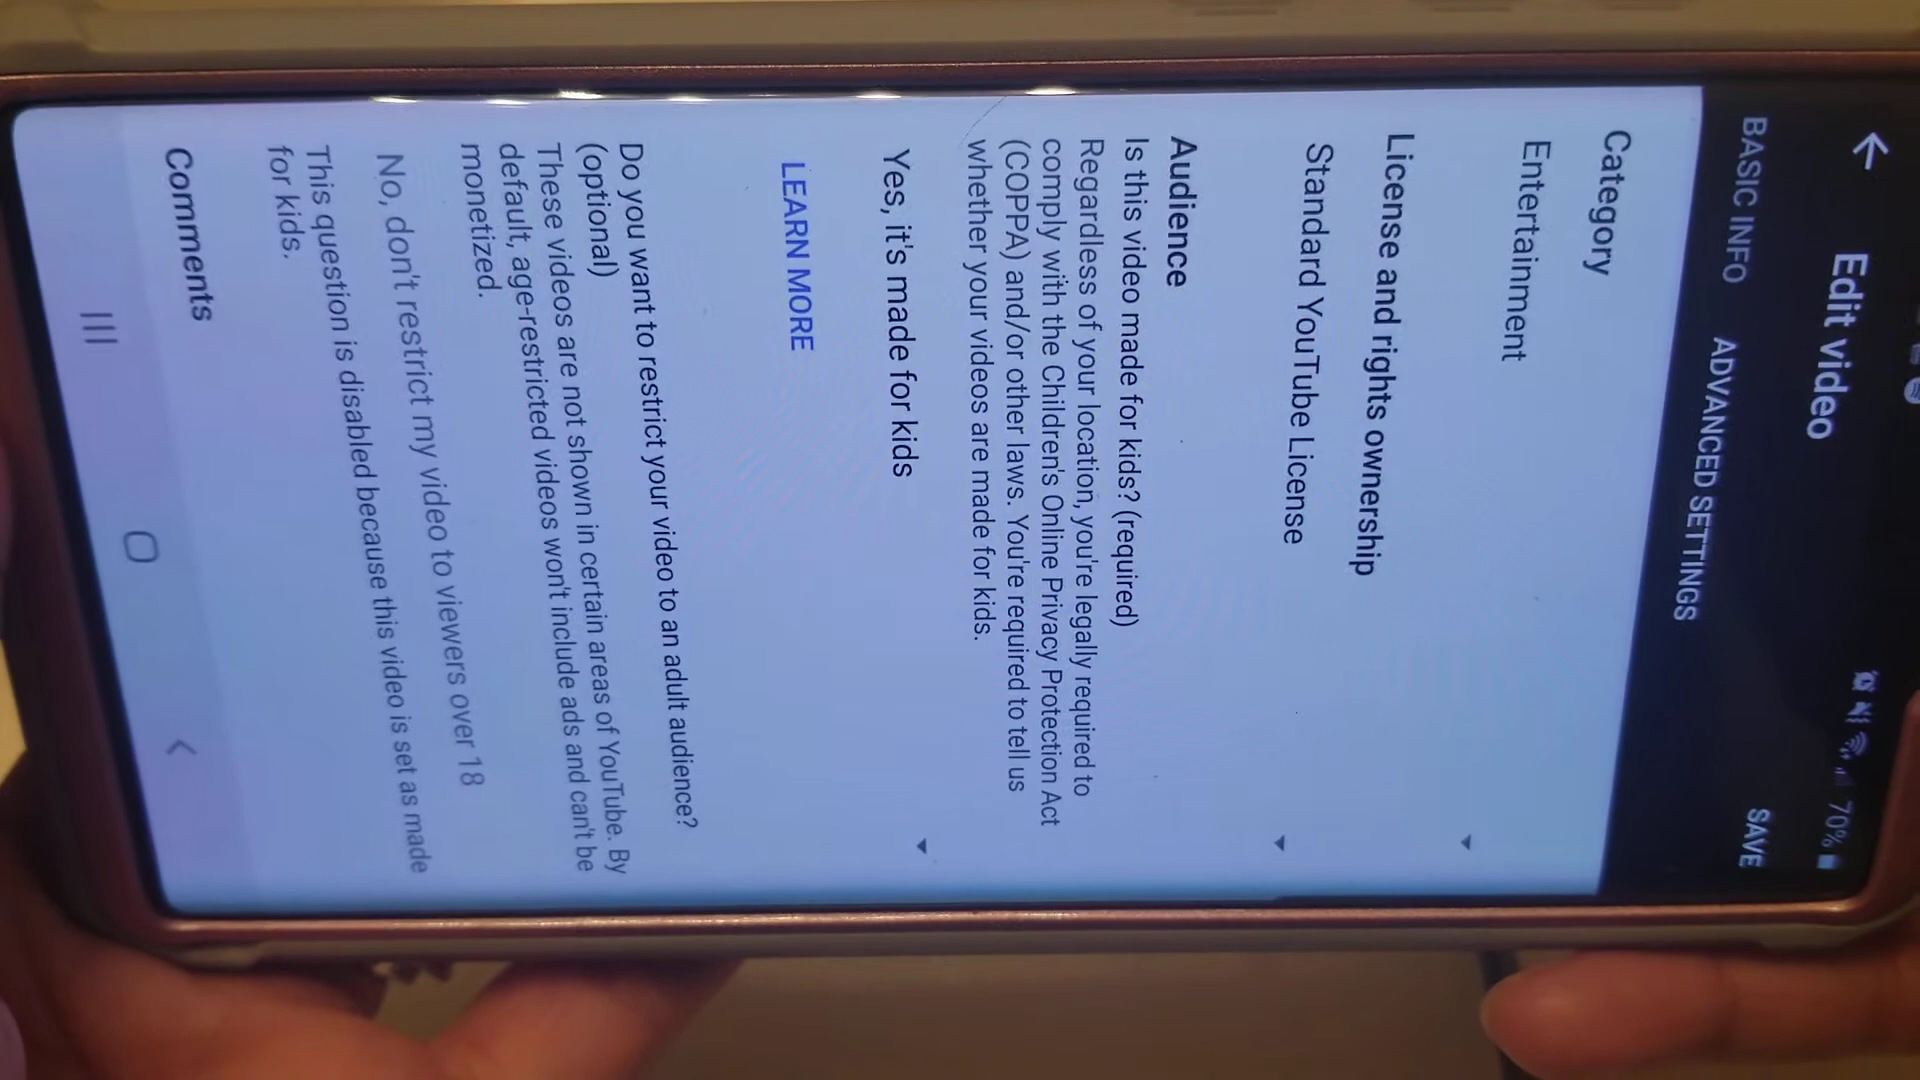 70%
Edit video
SAVE
BASIC INFO
ADVANCED SETTINGS
Category
Entertainment
License and rights ownership
Standard YouTube License
Audience
Is this video made for kids? (required)
Regardless of your location, you're legally required to
comply with the Children's Online Privacy Protection Act
(COPPA) and/or other laws. You're required to tell us
whether your videos are made for kids.
Yes, it's made for kids
LEARN MORE
Do you want to restrict your video to an adult audience?
(optional)
These videos are not shown in certain areas of YouTube. By
default, age-restricted videos won't include ads and can't be
monetized.
No, don't restrict my video to viewers over 18
This question is disabled because this video is set as made
for kids.
Comments